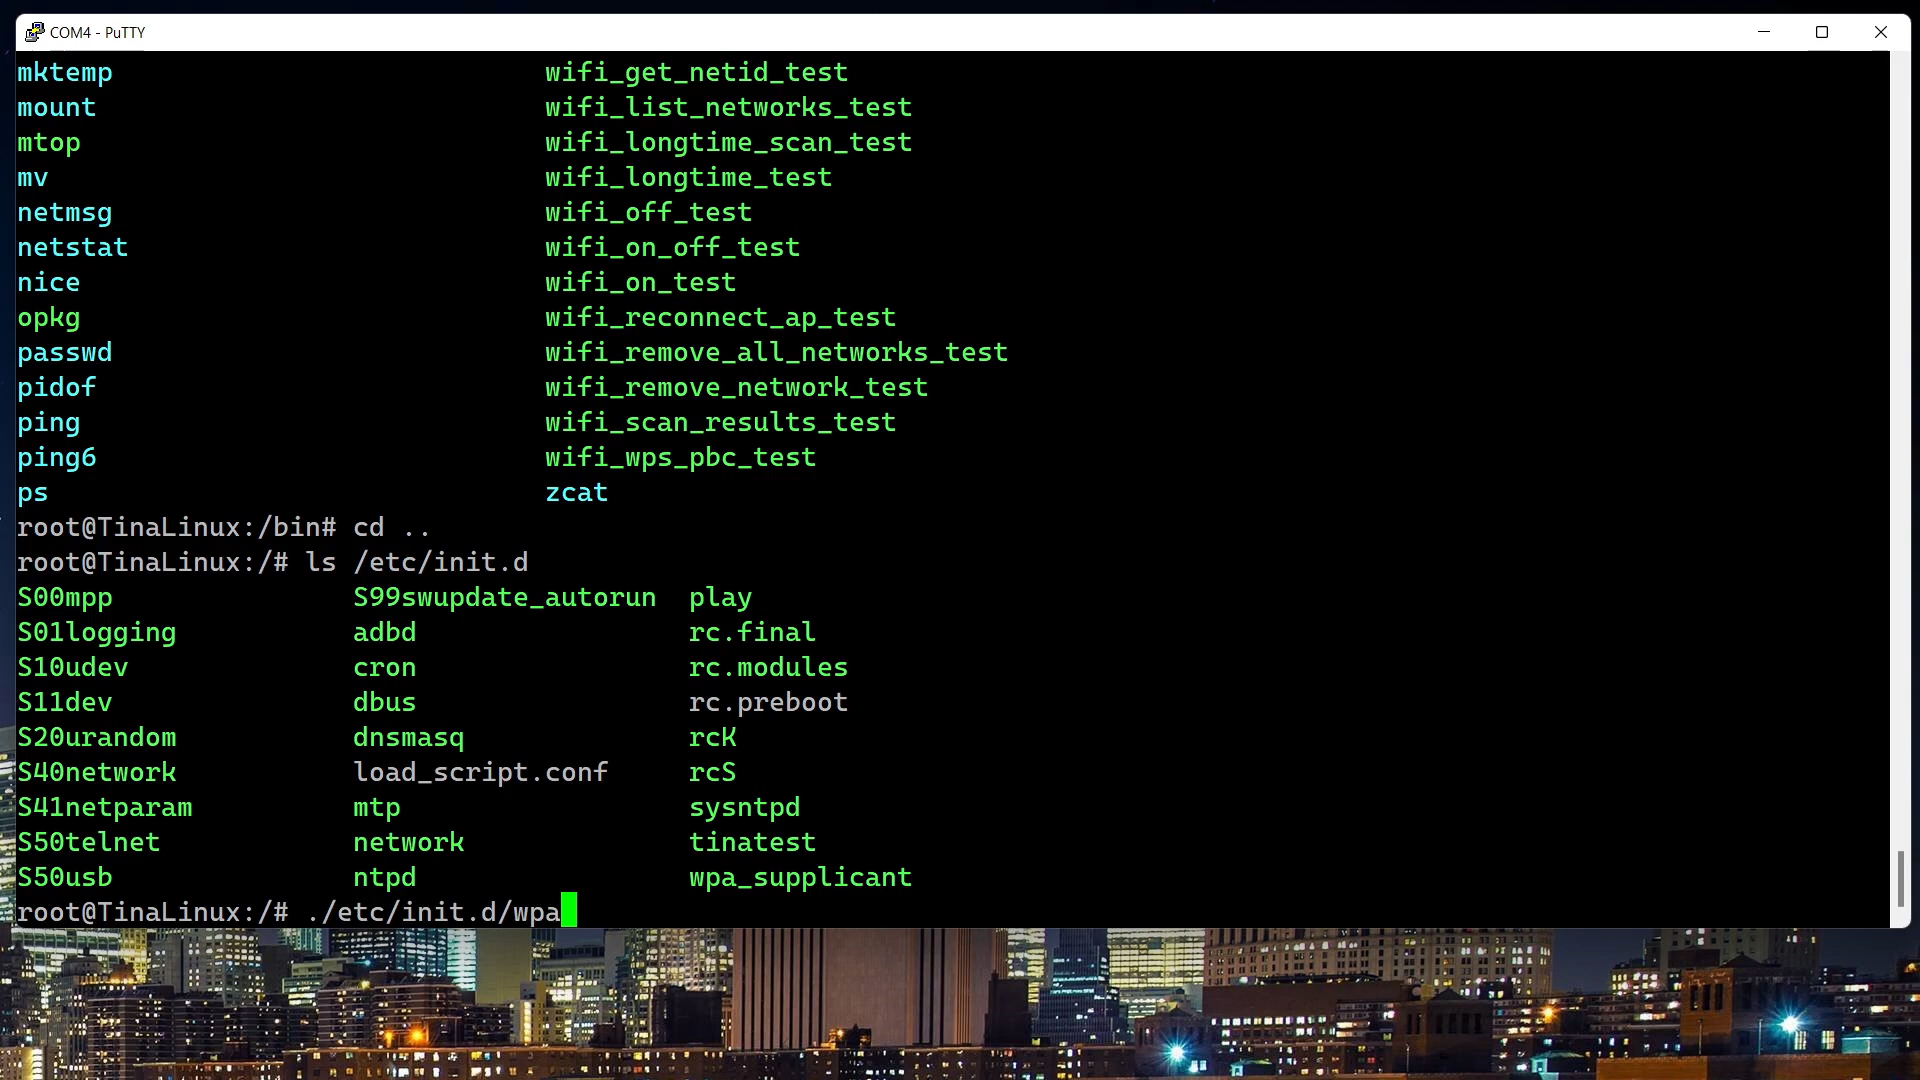 COM4 - PuTTY
mktemp wifi_get_netid_test
mount wifi_list_networks_test
mtop wifi_longtime_scan_test
mv wifi_longtime_test
netmsg wifi_off_test
netstat wifi_on_off_test
nice wifi_on_test
opkg wifi_reconnect_ap_test
passwd wifi_remove_all_networks_test
pidof wifi_remove_network_test
ping wifi_scan_results_test
ping6 wifi_wps_pbc_test
ps zcat
root@TinaLinux:/bin# cd ..
root@TinaLinux:/# ls /etc/init.d
S00mpp S99swupdate_autorun play
S01logging adbd rc.final
S10udev cron rc.modules
S11dev dbus rc.preboot
S20urandom dnsmasq rcK
S40network load_script.conf rcS
S41netparam mtp sysntpd
S50telnet network tinatest
S50usb ntpd wpa_supplicant
root@TinaLinux:/# ./etc/init.d/wpa